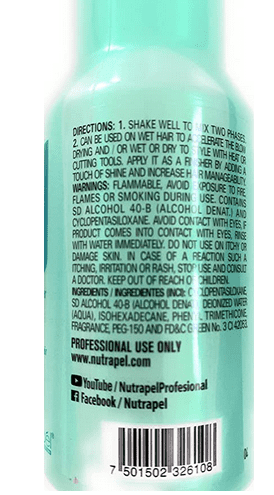 DIRECTIONS: 1. SHAKE WELL TO MIX TWO PHASES.
2. CAN BE USED ON WET HAIR TO ACCELERATE THE BLOW
DRYING AND / OR WET OR DRY TO STYLE WITH HEAT OR
CUTTING TOOLS. APPLY IT AS A FINISHER BY ADDING A
TOUCH OF SHINE AND INCREASE HAIR MANAGEABILITY.
WARNINGS: FLAMMABLE, AVOID EXPOSURE TO FIRE,
FLAMES OR SMOKING DURING USE. CONTAINS
SD ALCOHOL 40-B (ALCOHOL DENAT.) AND
CYCLOPENTASILOXANE. AVOID CONTACT WITH EYES, IF
PRODUCT COMES INTO CONTACT WITH EYES, RINSE
WITH WATER IMMEDIATELY. DO NOT USE ON ITCHY OR
DAMAGE SKIN. IN CASE OF A REACTION SUCH A
ITCHING, IRRITATION OR RASH, STOP USE AND CONSULT
A DOCTOR. KEEP OUT OF REACH OF CHILDREN.
INGREDIENTS / INGREDIENTES (INCI): CYCLOPENTASILOXANE,
SD ALCOHOL 40-B (ALCOHOL DENAT.), DEIONIZED WATER
(AQUA), ISOHEXADECANE, PHENYL TRIMETHICONE,
FRAGRANCE, PEG-150 AND FD&C GREEN No. 3 CI 42053.
PROFESSIONAL USE ONLY
www.nutrapel.com
YouTube / NutrapelProfesional
Facebook / Nutrapel
7 501502 326108